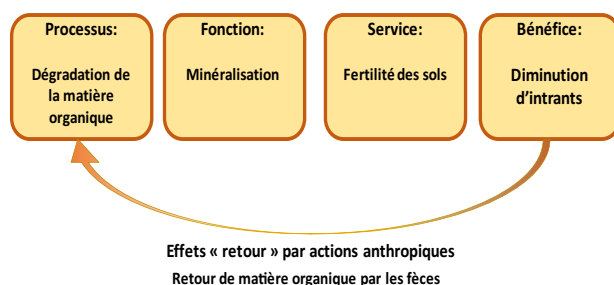 Processus:
Dégradation de
la matière
organique
Fonction:
Minéralisation
Service:
Fertilité des sols
Bénéfice:
Diminution
d'intrants
Effets « retour » par actions anthropiques
Retour de matière organique par les fèces